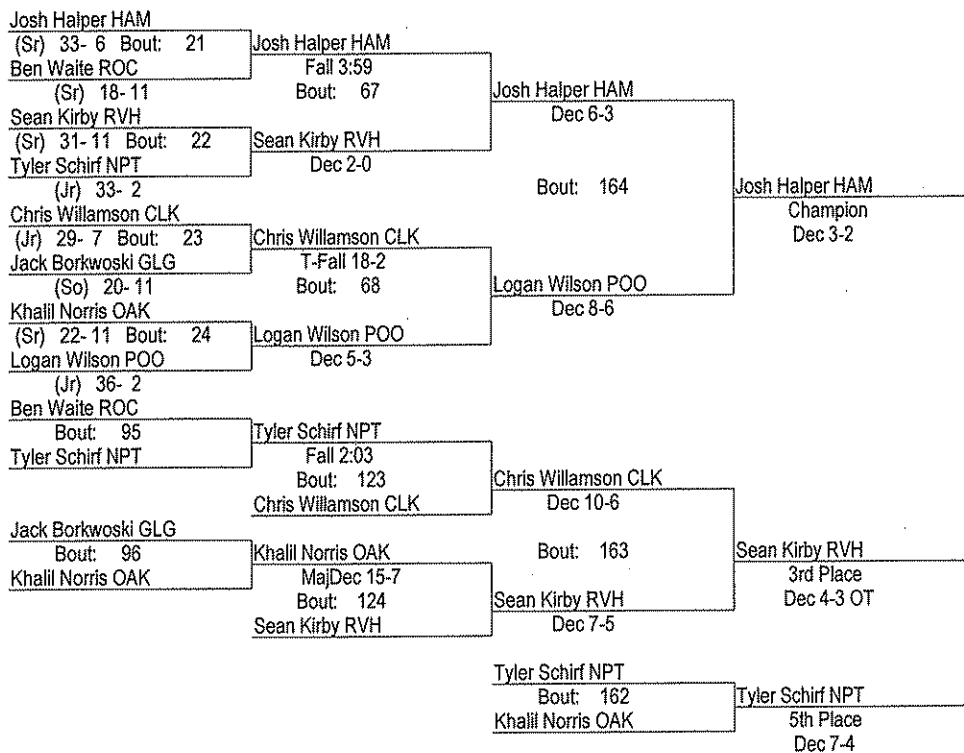 Josh Halper HAM
(Sr) 33- 6 Bout: 21
Ben Waite ROC
(Sr) 18- 11
Sean Kirby RVH
(Sr) 31- 11 Bout: 22
Tyler Schirf NPT
(Jr) 33- 2
Chris Willamson CLK
(Jr) 29- 7 Bout: 23
Jack Borkwoski GLG
(So) 20- 11
Khalil Norris OAK
(Sr) 22- 11 Bout: 24
Logan Wilson POO
(Jr) 36- 2
Josh Halper HAM
Fall 3:59
Bout: 67
Sean Kirby RVH
Dec 2-0
Chris Willamson CLK
T-Fall 18-2
Bout: 68
Logan Wilson POO
Dec 5-3
Josh Halper HAM
Dec 6-3
Bout: 164
Logan Wilson POO
Dec 8-6
Josh Halper HAM
Champion
Dec 3-2
Ben Waite ROC
Bout: 95
Tyler Schirf NPT
Jack Borkwoski GLG
Bout: 96
Khalil Norris OAK
Tyler Schirf NPT
Fall 2:03
Bout: 123
Chris Willamson CLK
Khalil Norris OAK
MajDec 15-7
Bout: 124
Sean Kirby RVH
Chris Willamson CLK
Dec 10-6
Bout: 163
Sean Kirby RVH
Dec 7-5
Sean Kirby RVH
3rd Place
Dec 4-3 OT
Tyler Schirf NPT
Bout: 162
Khalil Norris OAK
Tyler Schirf NPT
5th Place
Dec 7-4